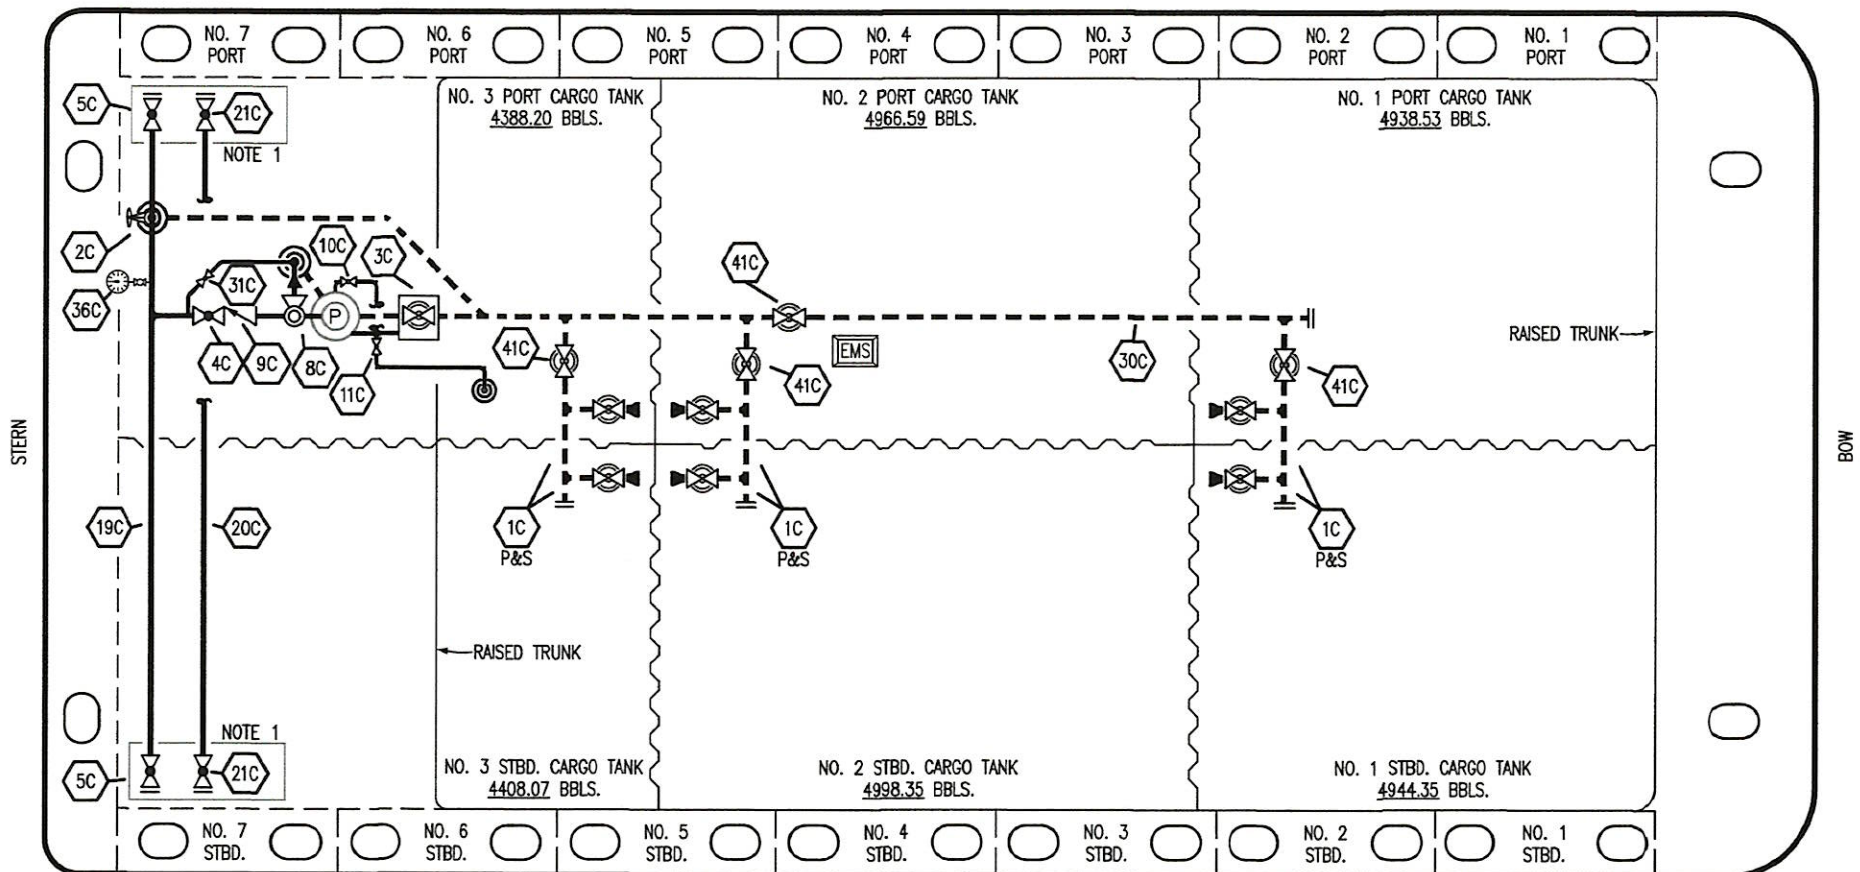 NO. 7
PORT
NO. 6
PORT
NO. 5
PORT
NO. 4
PORT
NO. 3
PORT
NO. 2
PORT
NO. 1
PORT
5C
21C
NOTE 1
NO. 3 PORT CARGO TANK
4388.20 BBLS.
NO. 2 PORT CARGO TANK
4966.59 BBLS.
NO. 1 PORT CARGO TANK
4938.53 BBLS.
2C
10C
3C
41C
36C
31C
P
4C
9C
8C
11C
41C
EMS
41C
30C
41C
RAISED TRUNK
STERN
BOW
19C
20C
1C
P&S
1C
P&S
1C
P&S
RAISED TRUNK
NOTE 1
5C
21C
NO. 3 STBD. CARGO TANK
4408.07 BBLS.
NO. 2 STBD. CARGO TANK
4998.35 BBLS.
NO. 1 STBD. CARGO TANK
4944.35 BBLS.
NO. 7
STBD.
NO. 6
STBD.
NO. 5
STBD.
NO. 4
STBD.
NO. 3
STBD.
NO. 2
STBD.
NO. 1
STBD.